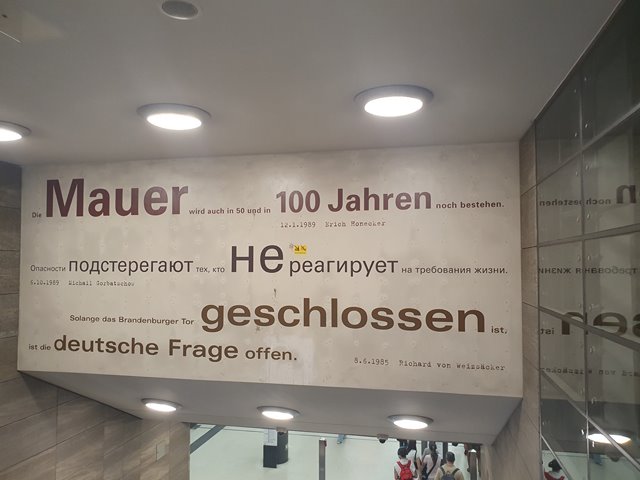 Die Mauer wird auch in 50 und in 100 Jahren noch bestehen.
12.1.1989 Erich Honecker
Опасности подстерегают тех, кто не реагирует на требования жизни.
6.10.1989 Michail Gorbatschow
Solange das Brandenburger Tor geschlossen ist,
ist die deutsche Frage offen.
8.6.1985 Richard von Weizsäcker